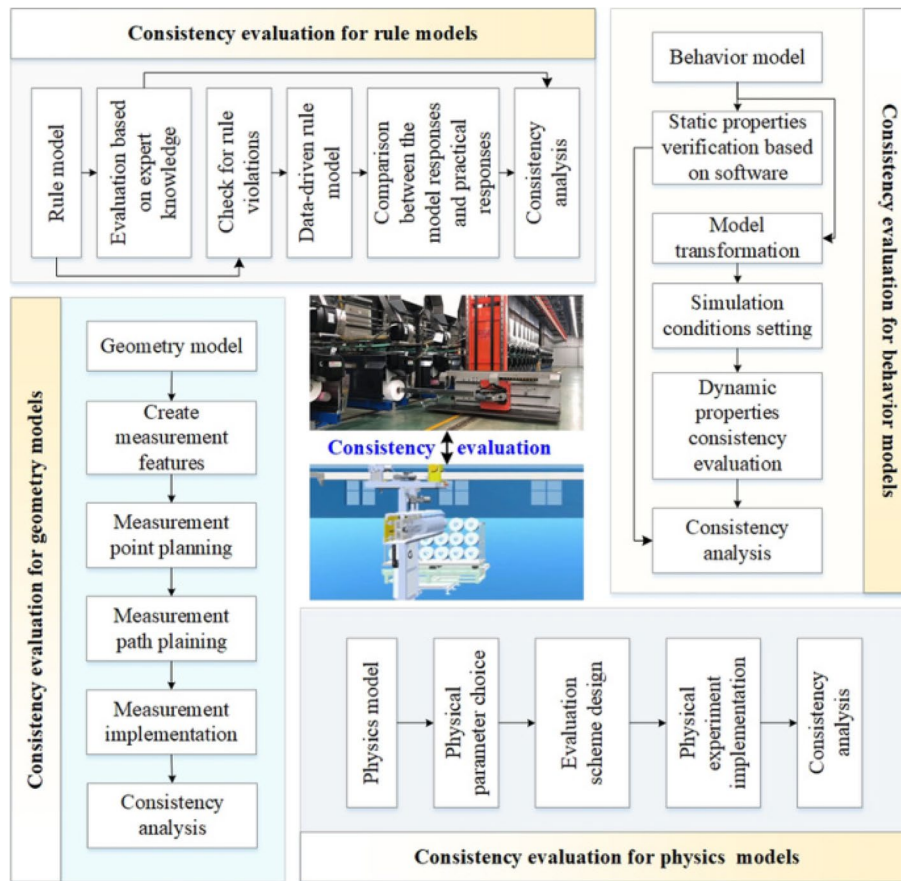 Consistency evaluation for rule models
Rule model
Evaluation based
on expert
knowledge
Check for rule
violations
Data-driven rule
model
Comparison
between the
model responses
and practical
responses
Consistency
analysis
Consistency evaluation for behavior models
Behavior model
Static properties
verification based
on software
Model
transformation
Simulation
conditions setting
Dynamic
properties
consistency
evaluation
Consistency
analysis
Consistency evaluation for geometry models
Geometry model
Create
measurement
features
Measurement
point planning
Measurement
path plaining
Measurement
implementation
Consistency
analysis
Consistency evaluation
Physics model
Physical
parameter choice
Evaluation
scheme design
Physical
experiment
implementation
Consistency
analysis
Consistency evaluation for physics models